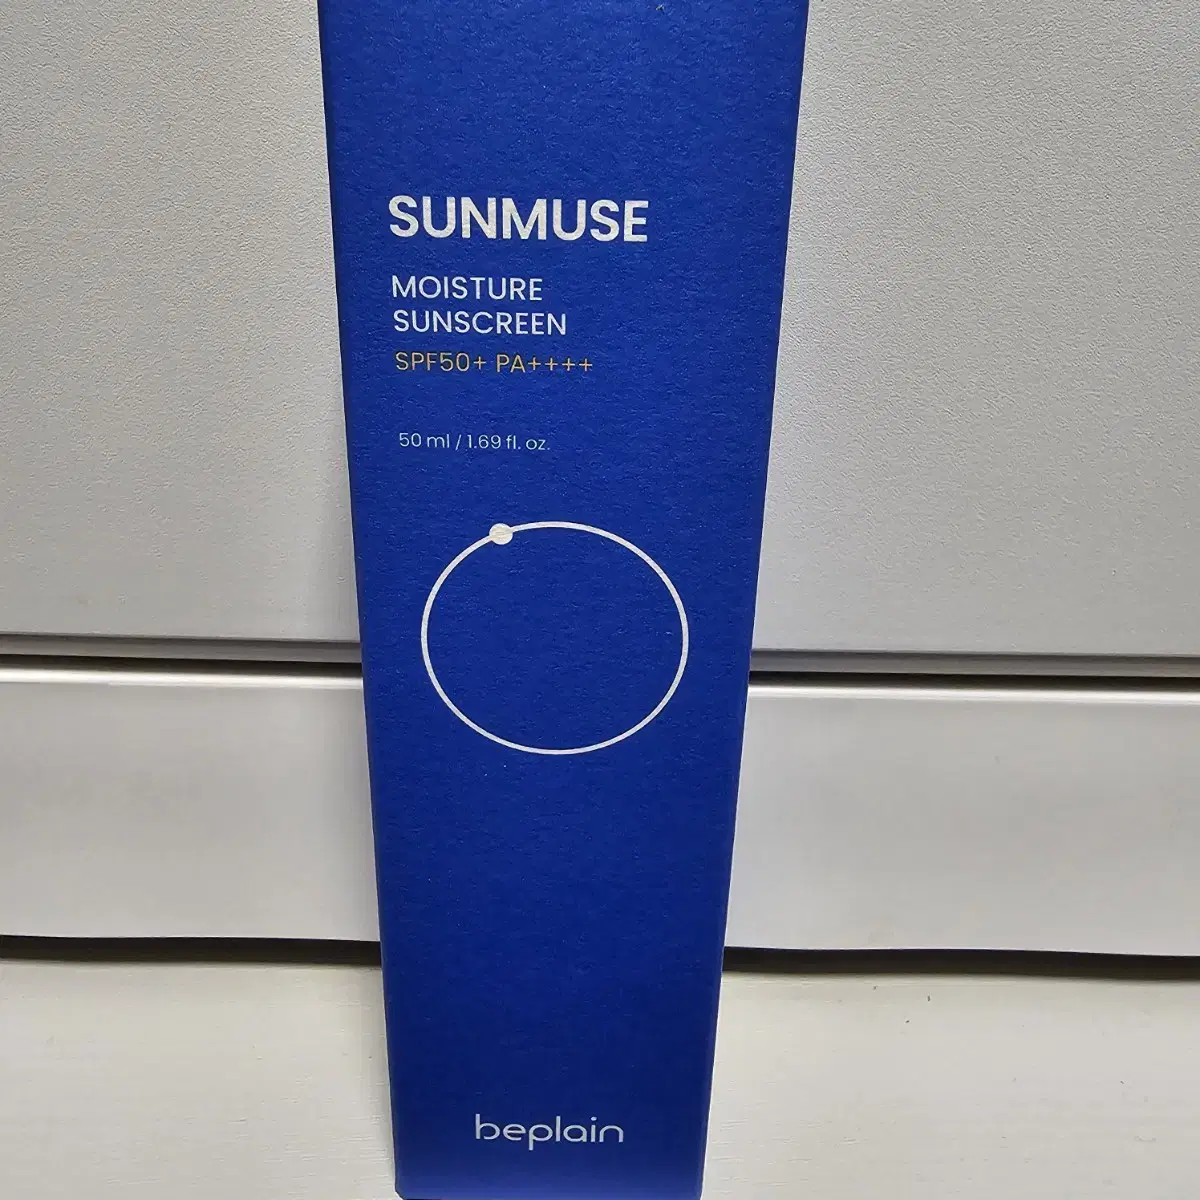 SUNMUSE
MOISTURE
SUNSCREEN
SPF50+ PA++++
50 ml / 1.69 fl. oz.
beplain